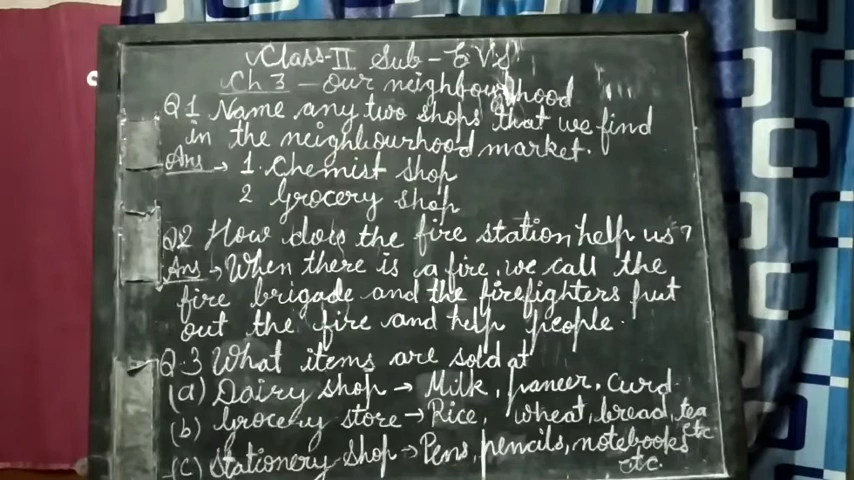 Class-II Sub - EVS
Ch 3 - Our neighbourhood
Q1 Name any two shops that we find
in the neighbourhood market.
Ans → 1. Chemist shop
2 Grocery shop
Q2 How does the fire station help us?
Ans → When there is a fire, we call the
fire brigade and the firefighters put
out the fire and help people.
Q.3 What items are sold at
(a) Dairy shop → Milk, paneer, curd.
(b) Grocery store → Rice, wheat, bread, tea
etc
(c) Stationery shop → Pens, pencils, notebooks
etc.